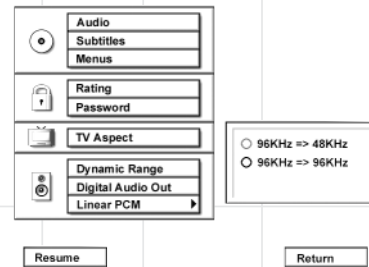 Audio
Subtitles
Menus
Rating
Password
TV Aspect
96KHz => 48KHz
96KHz => 96KHz
Dynamic Range
Digital Audio Out
Linear PCM
Resume
Return